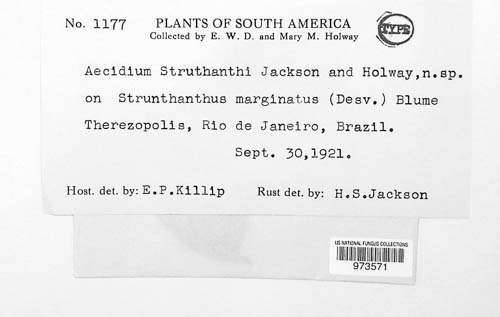 No. 1177 PLANTS OF SOUTH AMERICA TYPE
Collected by E. W. D. and Mary M. Holway
Aecidium Struthanthi Jackson and Holway,n.sp.
on Strunthanthus marginatus (Desv.) Blume
Therezopolis, Rio de Janeiro, Brazil.
Sept. 30,1921.
Host. det. by: E.P.Killip Rust det. by: H.S.Jackson
US NATIONAL FUNGUS COLLECTIONS
973571